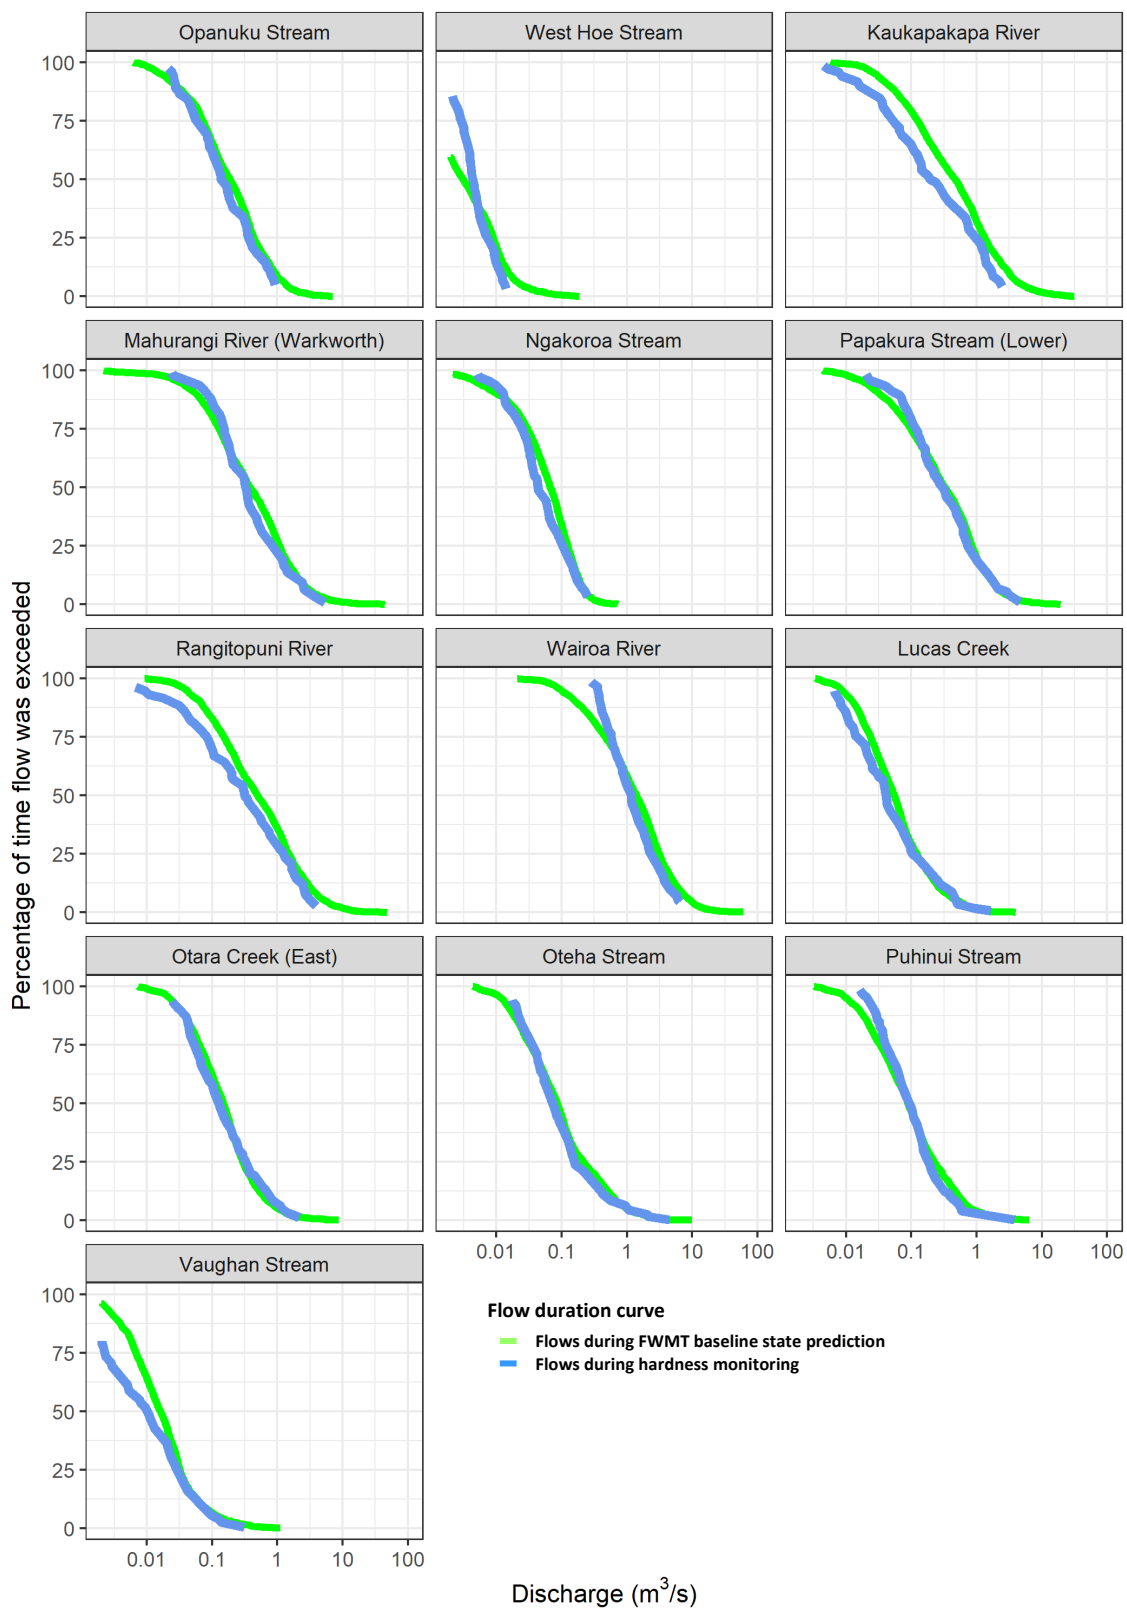 Opanuku Stream West Hoe Stream Kaukapakapa River
100
75
50
25
0
Mahurangi River (Warkworth) Ngakoroa Stream Papakura Stream (Lower)
100
75
50
25
0
Rangitopuni River Wairoa River Lucas Creek
100
75
50
25
0
Otara Creek (East) Oteha Stream Puhinui Stream
100
75
50
25
0
0.01 0.1 1 10 100 0.01 0.1 1 10 100
Vaughan Stream
100
75
50
25
0
0.01 0.1 1 10 100
Percentage of time flow was exceeded
Flow duration curve
Flows during FWMT baseline state prediction
Flows during hardness monitoring
Discharge (m³/s)